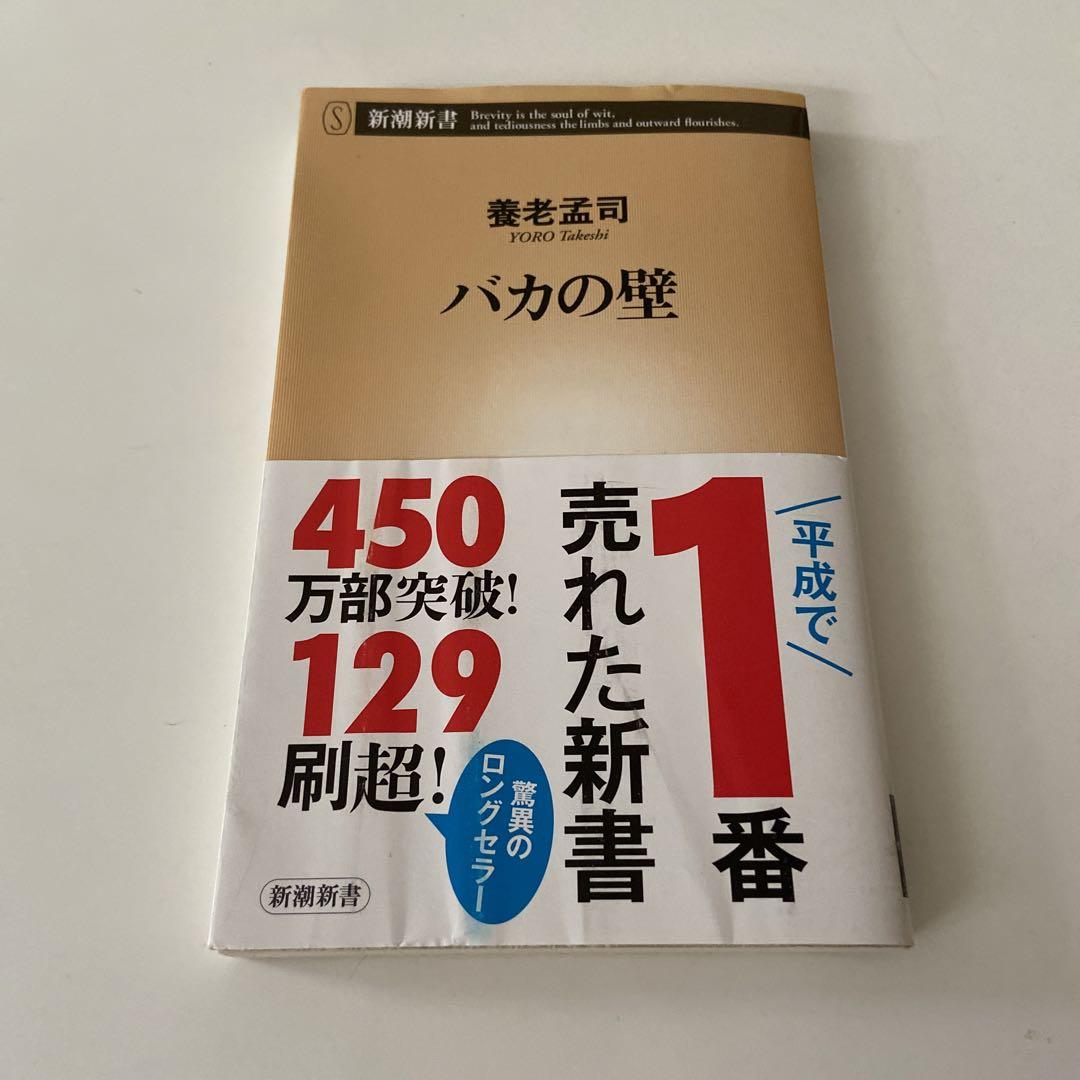 S
新潮新書
Brevity is the soul of wit,
and tediousness the limbs and outward flourishes.
養老孟司
YORO Takeshi
バカの壁
平成で
1番
売れた新書
450
万部突破!
129
刷超!
驚異の
ロングセラー
新潮新書